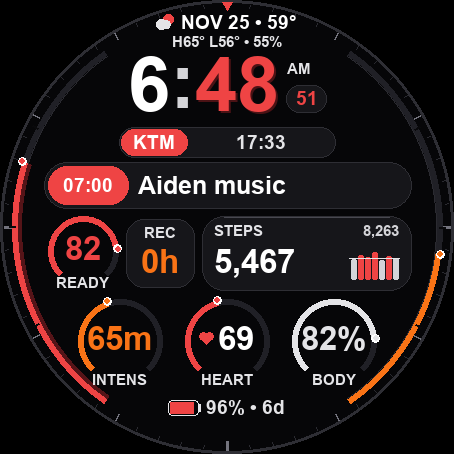 NOV 25 • 59°
H65° L56° • 55%
6:48 AM
51
KTM 17:33
07:00 Aiden music
82
READY
REC
0h
STEPS 8,263
5,467
65m
INTENS
69
HEART
82%
BODY
96% • 6d